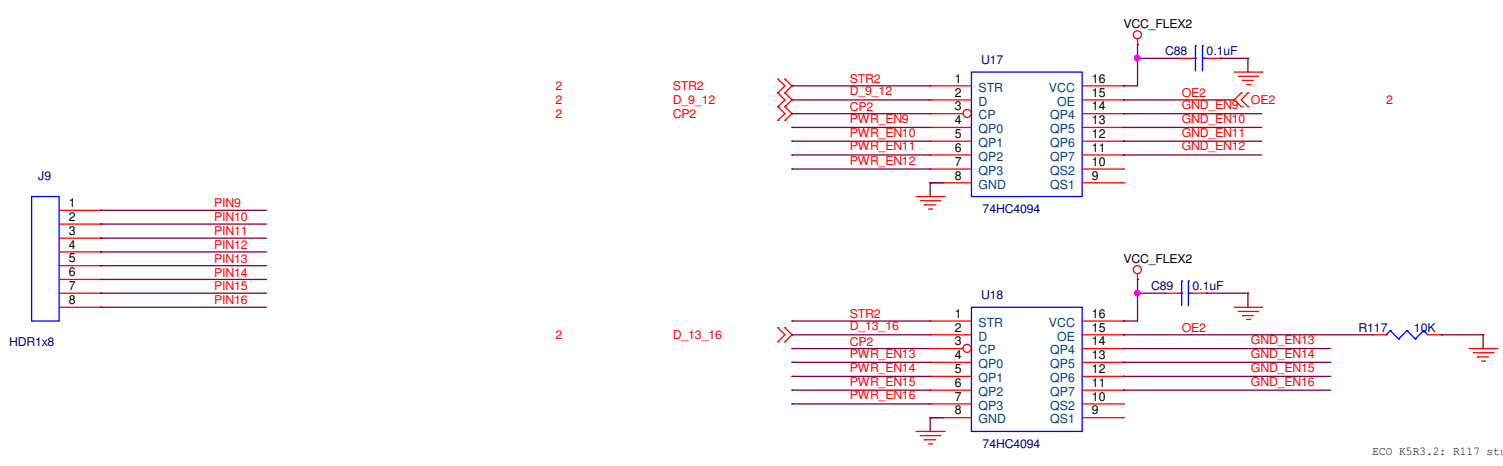 VCC_FLEX2
C88 0.1uF
U17
2 STR2 STR2 1 STR VCC 16
2 D_9_12 D_9_12 2 D OE 15 OE2 OE2 2
2 CP2 CP2 3 CP QP4 14 GND_EN9
PWR_EN9 4 QP0 QP5 13 GND_EN10
PWR_EN10 5 QP1 QP6 12 GND_EN11
PWR_EN11 6 QP2 QP7 11 GND_EN12
PWR_EN12 7 QP3 QS2 10
8 GND QS1 9
74HC4094
J9
1 PIN9
2 PIN10
3 PIN11
4 PIN12
5 PIN13
6 PIN14
7 PIN15
8 PIN16
HDR1x8
VCC_FLEX2
C89 0.1uF
U18
STR2 1 STR VCC 16
2 D_13_16 D_13_16 2 D OE 15 OE2 R117 10K
CP2 3 CP QP4 14 GND_EN13
PWR_EN13 4 QP0 QP5 13 GND_EN14
PWR_EN14 5 QP1 QP6 12 GND_EN15
PWR_EN15 6 QP2 QP7 11 GND_EN16
PWR_EN16 7 QP3 QS2 10
8 GND QS1 9
74HC4094
ECO K5R3.2: R117